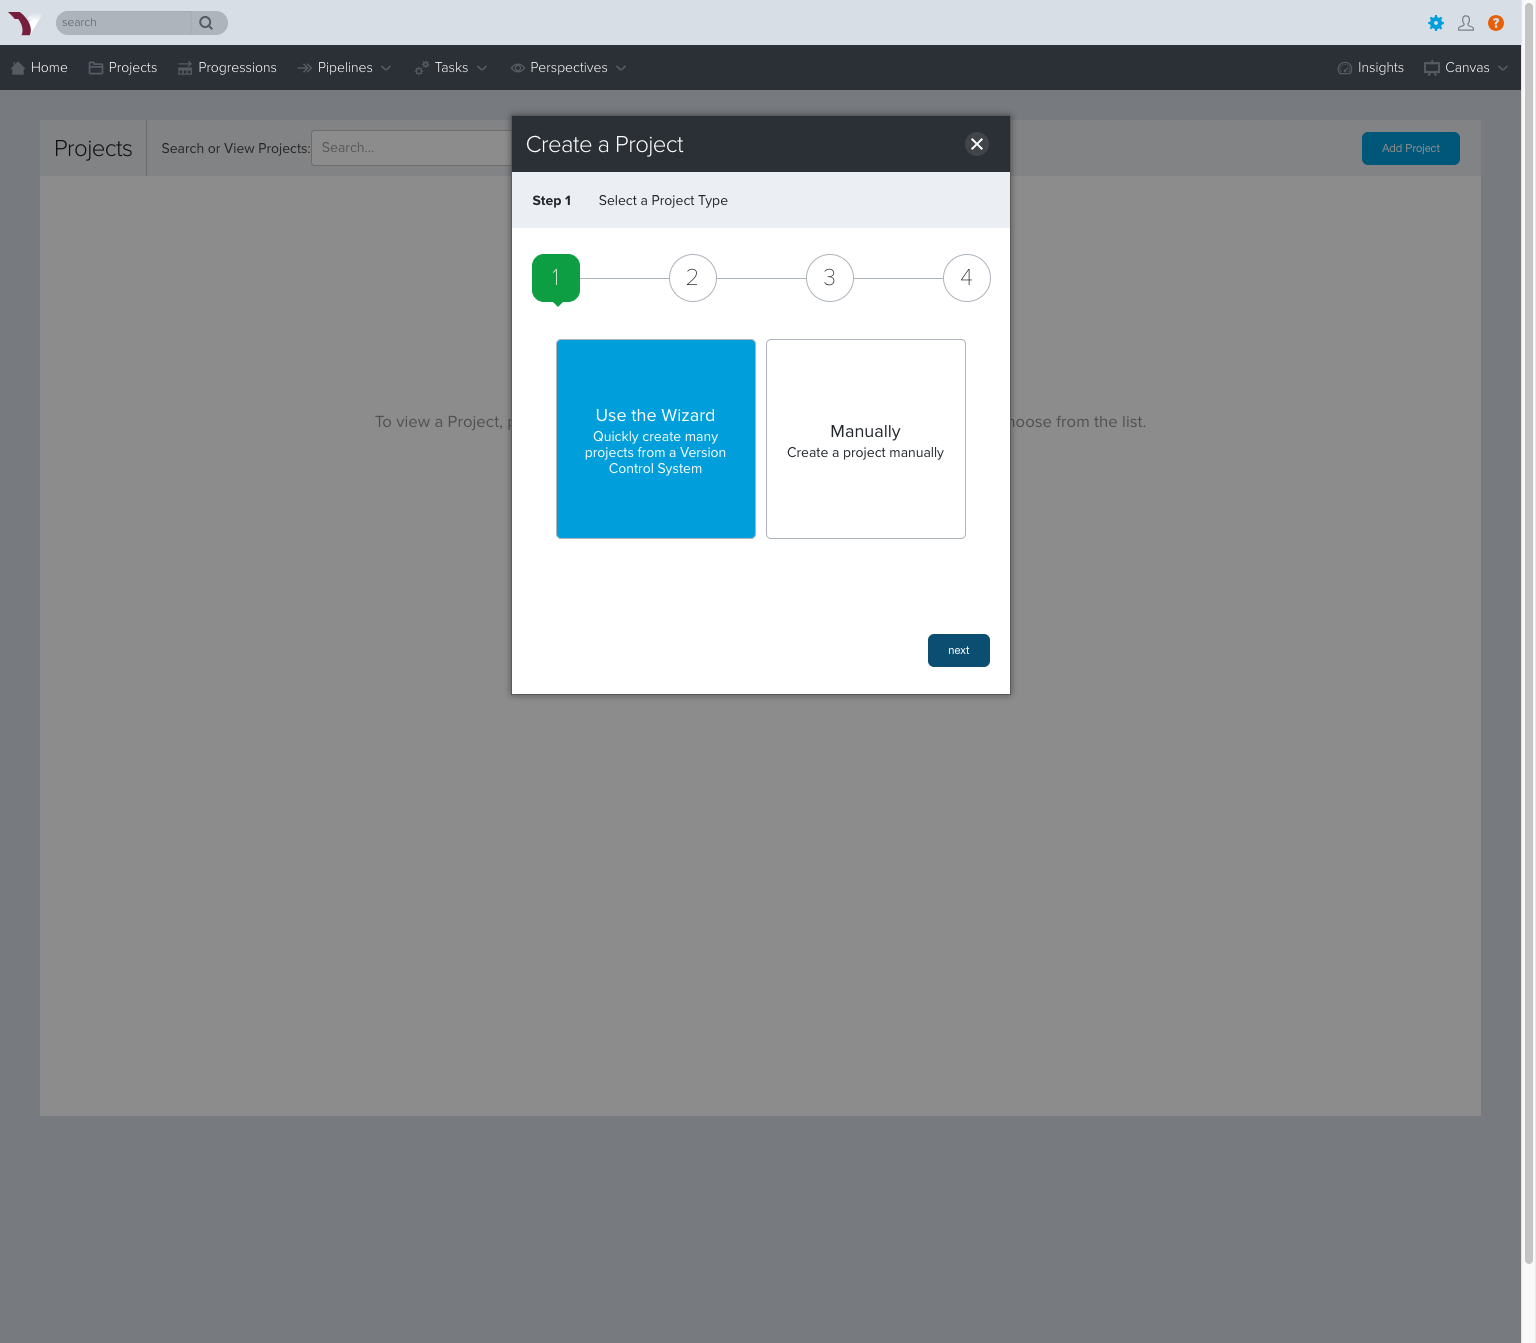 search
?
Home
Projects
Progressions
Pipelines
Tasks
Perspectives
Insights
Canvas
Projects
Search or View Projects:
Search...
Add Project
Create a Project
Step 1 Select a Project Type
1
2
3
4
Use the Wizard
Quickly create many
projects from a Version
Control System
Manually
Create a project manually
To view a Project,
hoose from the list.
next